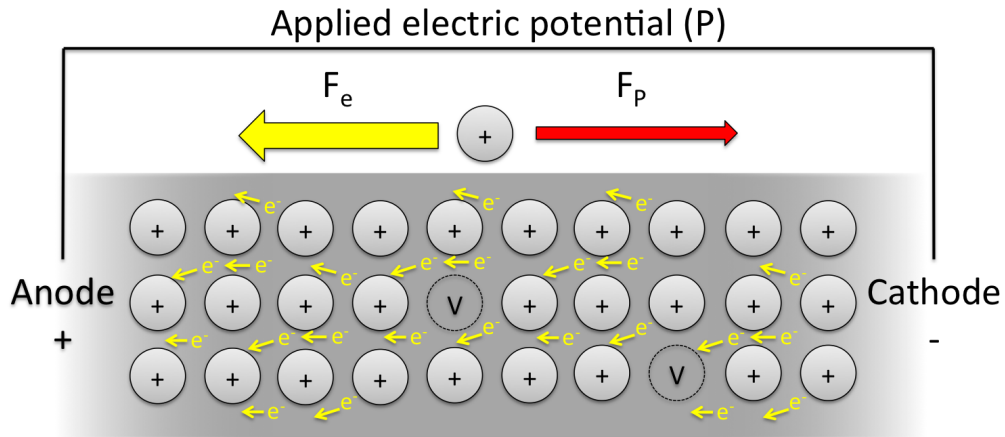 Applied electric potential (P)
Fₑ Fₚ
+
e⁻ e⁻ e⁻
+ + + + + + + + + +
e⁻ e⁻ e⁻ e⁻ e⁻ e⁻ e⁻ e⁻
Anode + + + + V + + + + + Cathode
+ e⁻ e⁻ e⁻ e⁻ e⁻ e⁻ e⁻ e⁻ e⁻ -
+ + + + + + + V + +
e⁻ e⁻ e⁻ e⁻